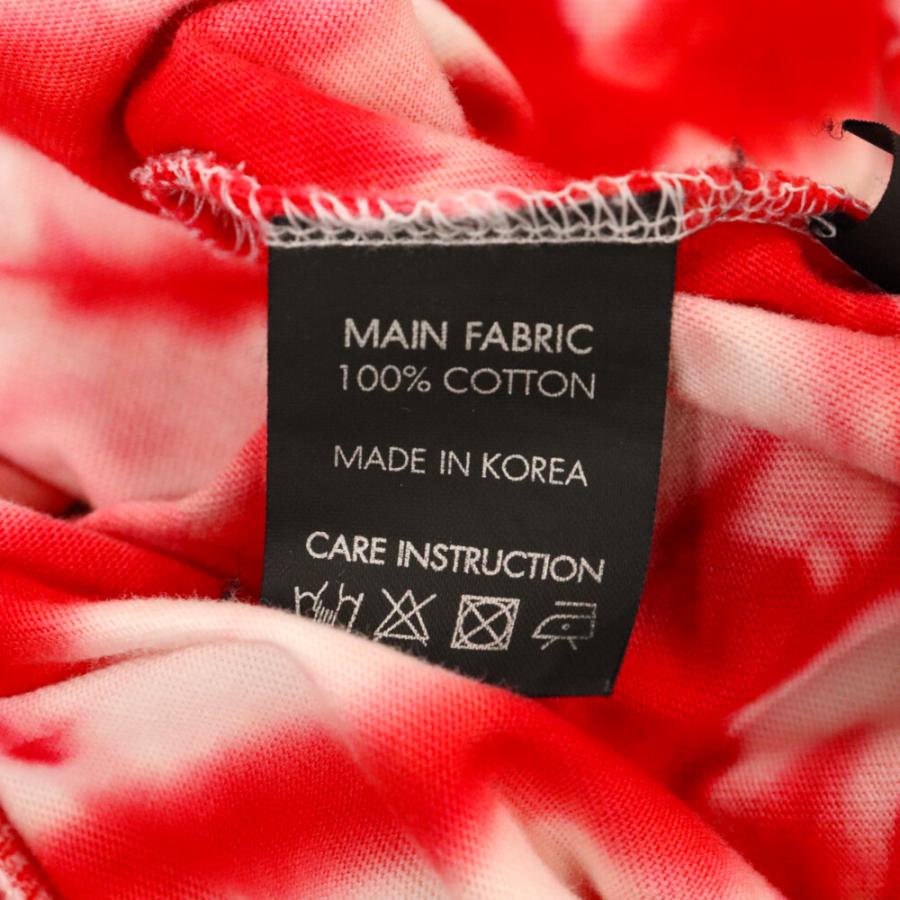 MAIN FABRIC
100% COTTON
MADE IN KOREA
CARE INSTRUCTION